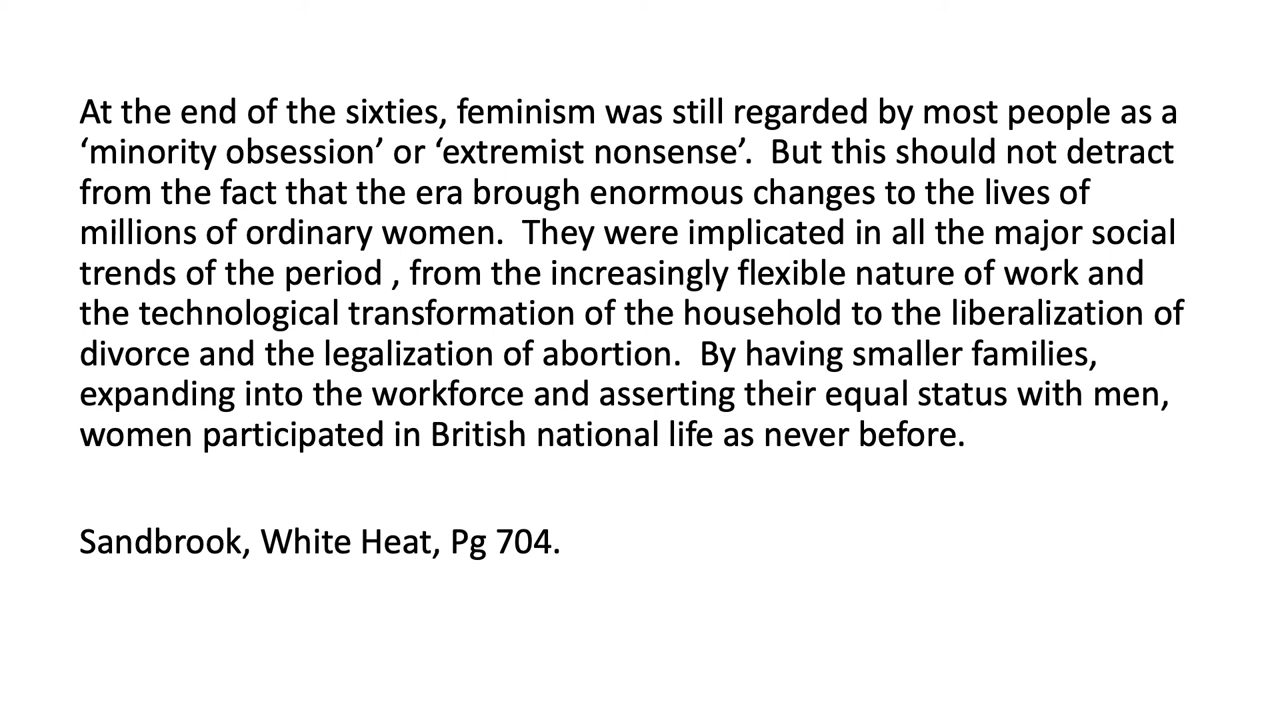 At the end of the sixties, feminism was still regarded by most people as a
‘minority obsession’ or ‘extremist nonsense’.  But this should not detract
from the fact that the era brough enormous changes to the lives of
millions of ordinary women.  They were implicated in all the major social
trends of the period , from the increasingly flexible nature of work and
the technological transformation of the household to the liberalization of
divorce and the legalization of abortion.  By having smaller families,
expanding into the workforce and asserting their equal status with men,
women participated in British national life as never before.
Sandbrook, White Heat, Pg 704.